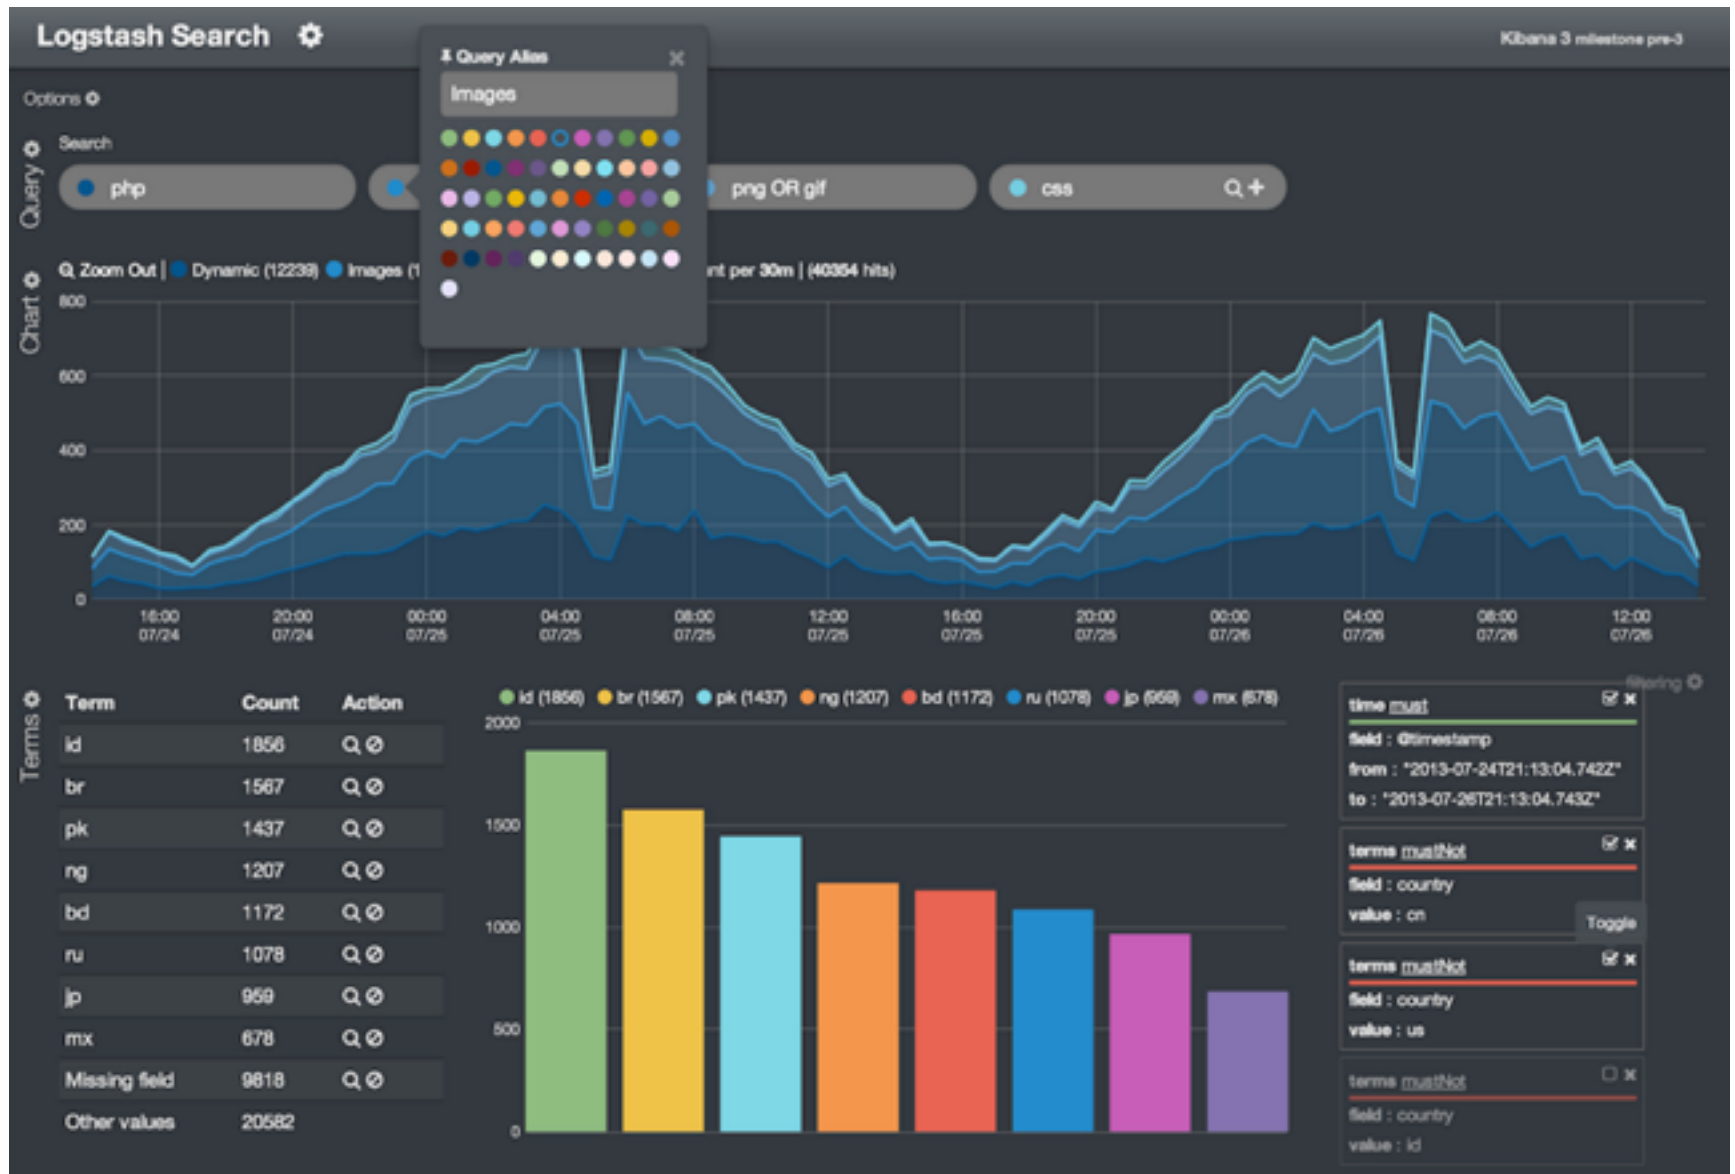 Logstash Search
Kibana 3 milestone pre-3
Query Alias
Images
Options
Query
Search
php
png OR gif
css
Chart
Zoom Out | Dynamic (12239) Images (1
nt per 30m | (40354 hits)
800
600
400
200
0
16:00 20:00 00:00 04:00 08:00 12:00 16:00 20:00 00:00 04:00 08:00 12:00
07/24 07/24 07/25 07/25 07/25 07/25 07/25 07/25 07/26 07/26 07/26 07/26
Terms
Term Count Action
id 1856
br 1567
pk 1437
ng 1207
bd 1172
ru 1078
jp 959
mx 678
Missing field 9818
Other values 20582
id (1856) br (1567) pk (1437) ng (1207) bd (1172) ru (1078) jp (959) mx (678)
2000
1500
1000
500
0
filtering
time must
field : @timestamp
from : "2013-07-24T21:13:04.742Z"
to : "2013-07-26T21:13:04.743Z"
terms mustNot
field : country
value : cn
Toggle
terms mustNot
field : country
value : us
terms mustNot
field : country
value : id